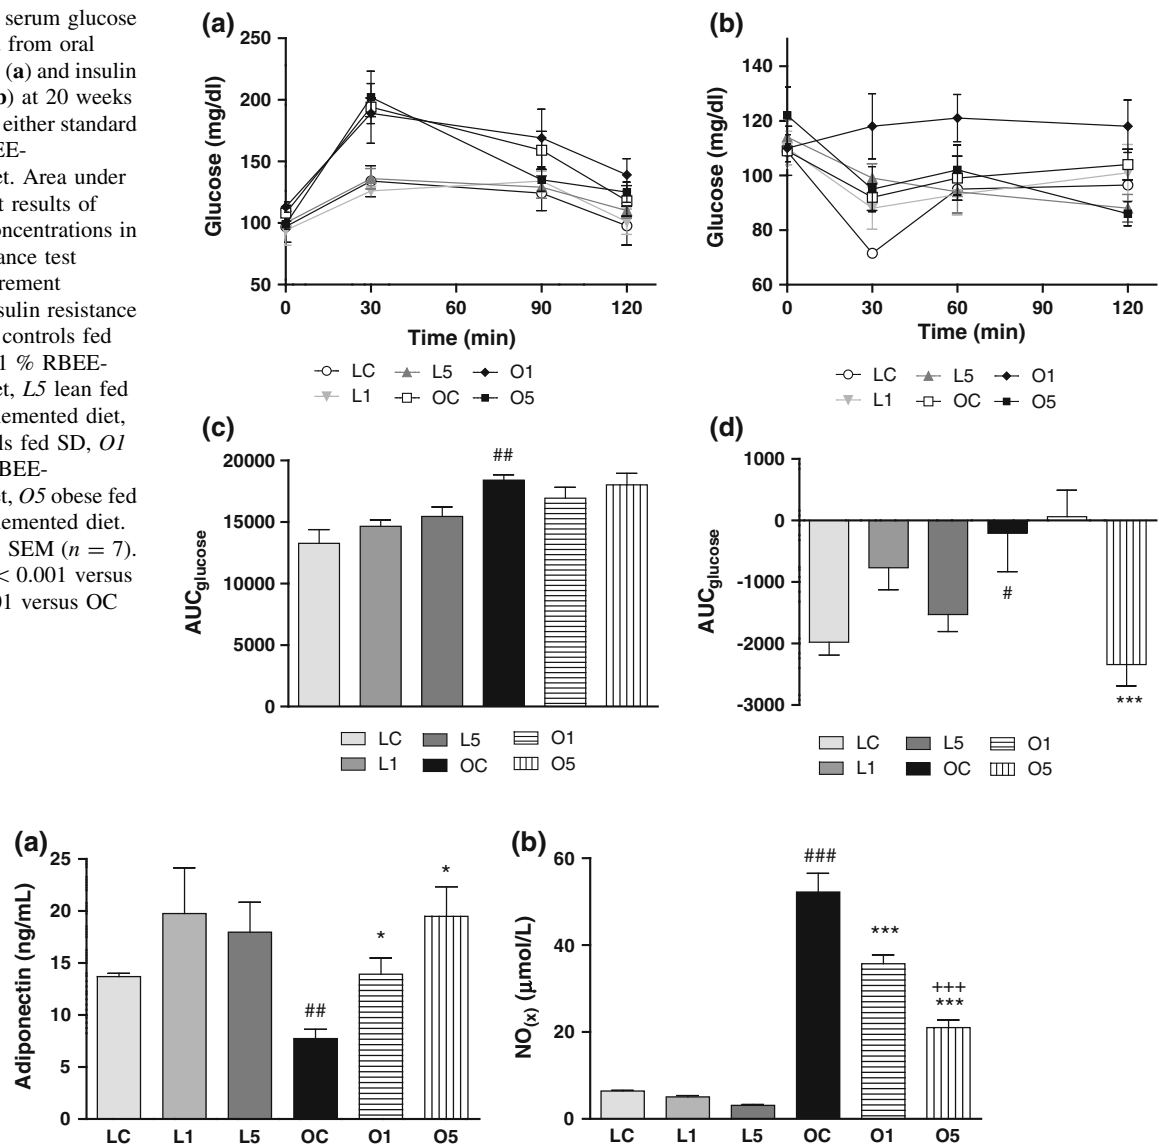 serum glucose
from oral
(a) and insulin
) at 20 weeks
either standard
et. Area under
t results of
oncentrations in
ance test
rement
nsulin resistance
controls fed
1 % RBEE-
et, L5 lean fed
lemented diet,
ls fed SD, O1
BEE-
et, O5 obese fed
lemented diet.
SEM (n = 7).
< 0.001 versus
01 versus OC
(a)
Glucose (mg/dl)
250
200
150
100
50
0 30 60 90 120
Time (min)
LC L5 O1
L1 OC O5
(b)
Glucose (mg/dl)
140
120
100
80
60
0 30 60 90 120
Time (min)
LC L5 O1
L1 OC O5
(c)
AUCglucose
20000
15000
10000
5000
0
##
LC L5 O1
L1 OC O5
(d)
AUCglucose
1000
0
-1000
-2000
-3000
#
***
LC L5 O1
L1 OC O5
(a)
Adiponectin (ng/mL)
25
20
15
10
5
0
##
*
*
LC L1 L5 OC O1 O5
(b)
NO(x) (μmol/L)
60
40
20
0
###
***
+++
***
LC L1 L5 OC O1 O5